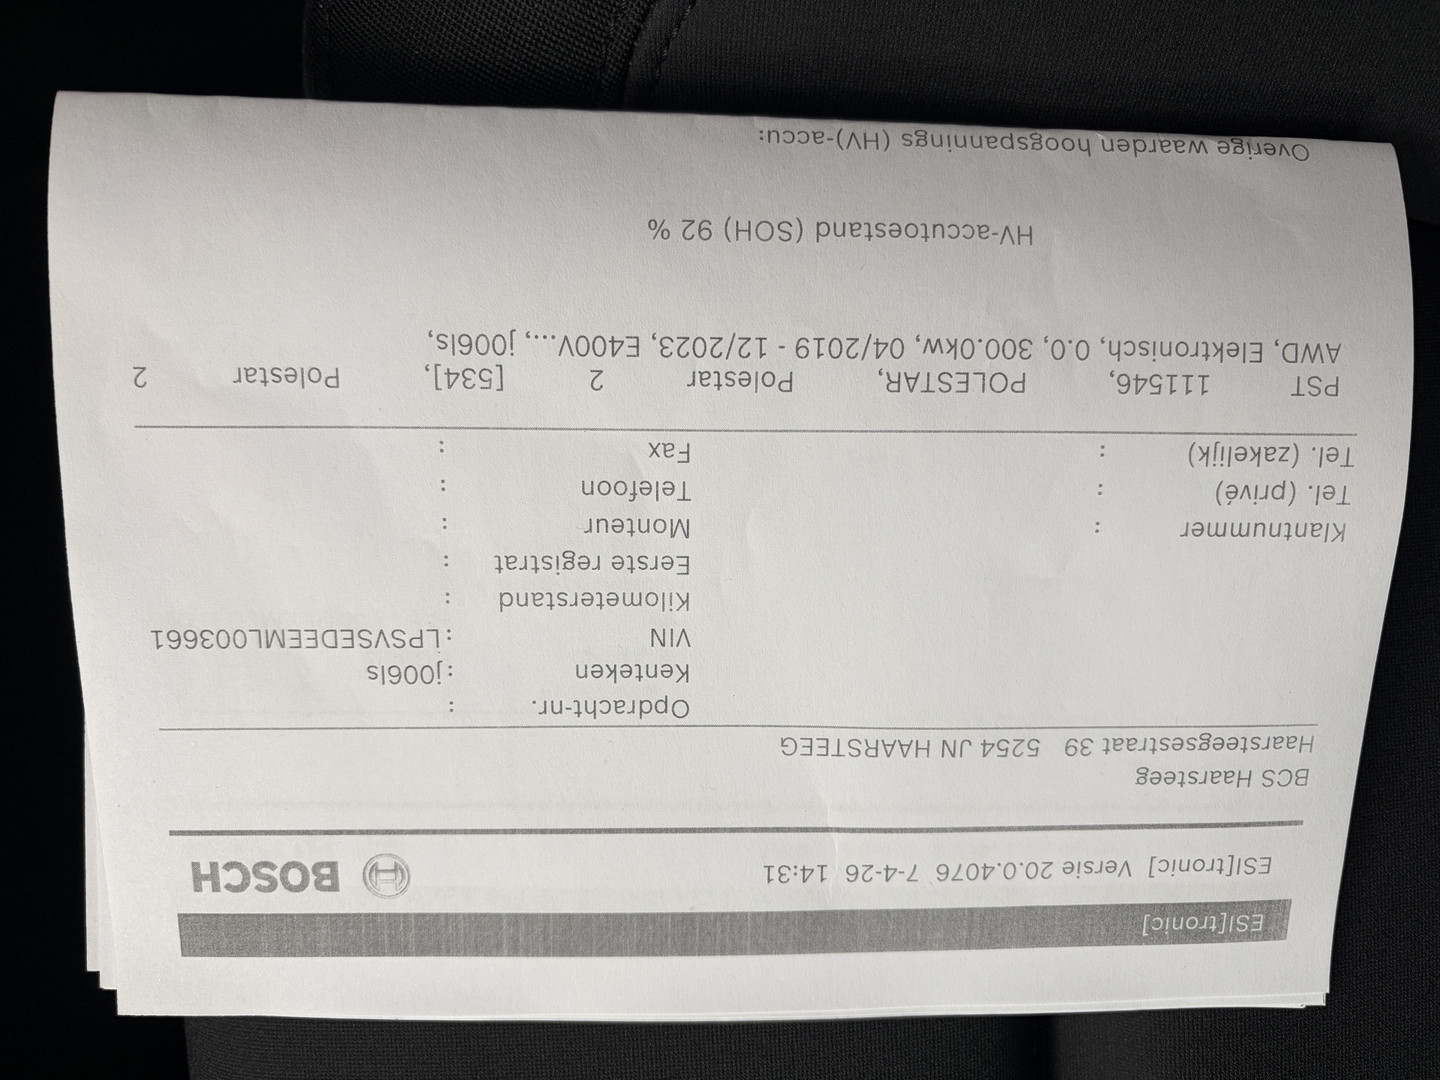 ESI[tronic]
ESI[tronic] Versie 20.0.4076 7-4-26 14:31 BOSCH
BCS Haarsteeg
Haarsteegsestraat 39 5254 JN HAARSTEEG
Opdracht-nr. :
Kenteken :j006ls
VIN :LPSVSEDEEML003661
Kilometerstand :
Eerste registrat :
Klantnummer : Monteur :
Tel. (privé) : Telefoon :
Tel. (zakelijk) : Fax :
PST 111546, POLESTAR, Polestar 2 [534], Polestar 2
AWD, Elektronisch, 0.0, 300.0kw, 04/2019 - 12/2023, E400V..., j006ls,
HV-accutoestand (SOH) 92 %
Overige waarden hoogspannings (HV)-accu: